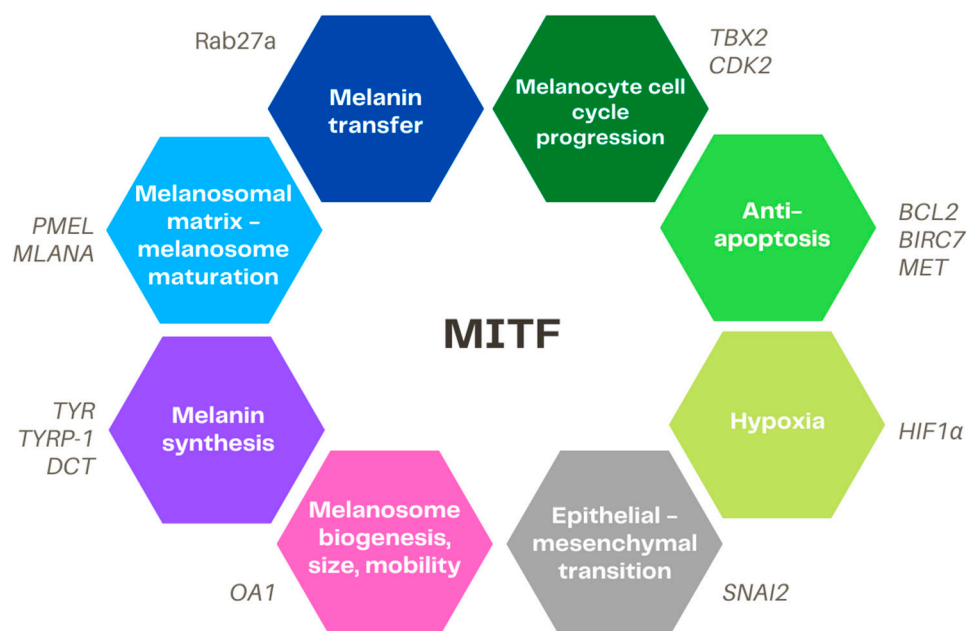 Rab27a
Melanin
transfer
Melanocyte cell
cycle
progression
TBX2
CDK2
PMEL
MLANA
Melanosomal
matrix –
melanosome
maturation
Anti–
apoptosis
BCL2
BIRC7
MET
MITF
TYR
TYRP-1
DCT
Melanin
synthesis
Hypoxia
HIF1α
OA1
Melanosome
biogenesis,
size, mobility
Epithelial –
mesenchymal
transition
SNAI2